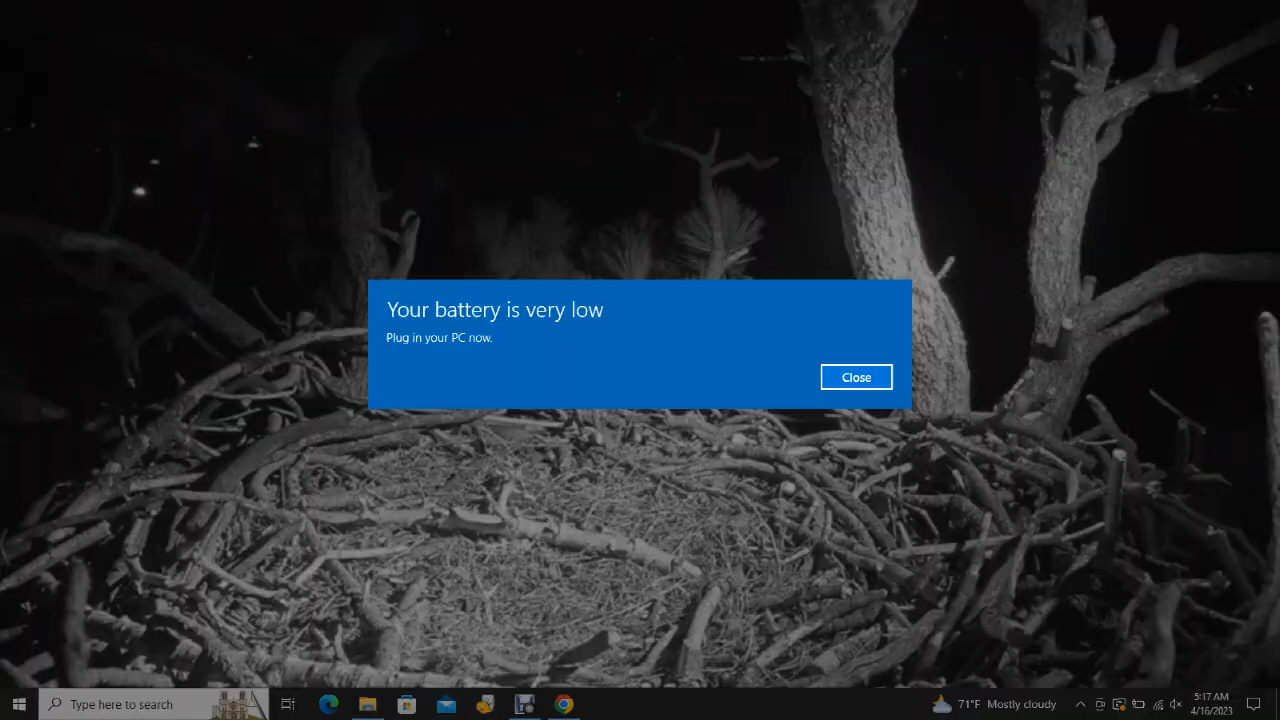 Your battery is very low
Plug in your PC now.
Close
Type here to search
71°F Mostly cloudy
5:17 AM
4/16/2023